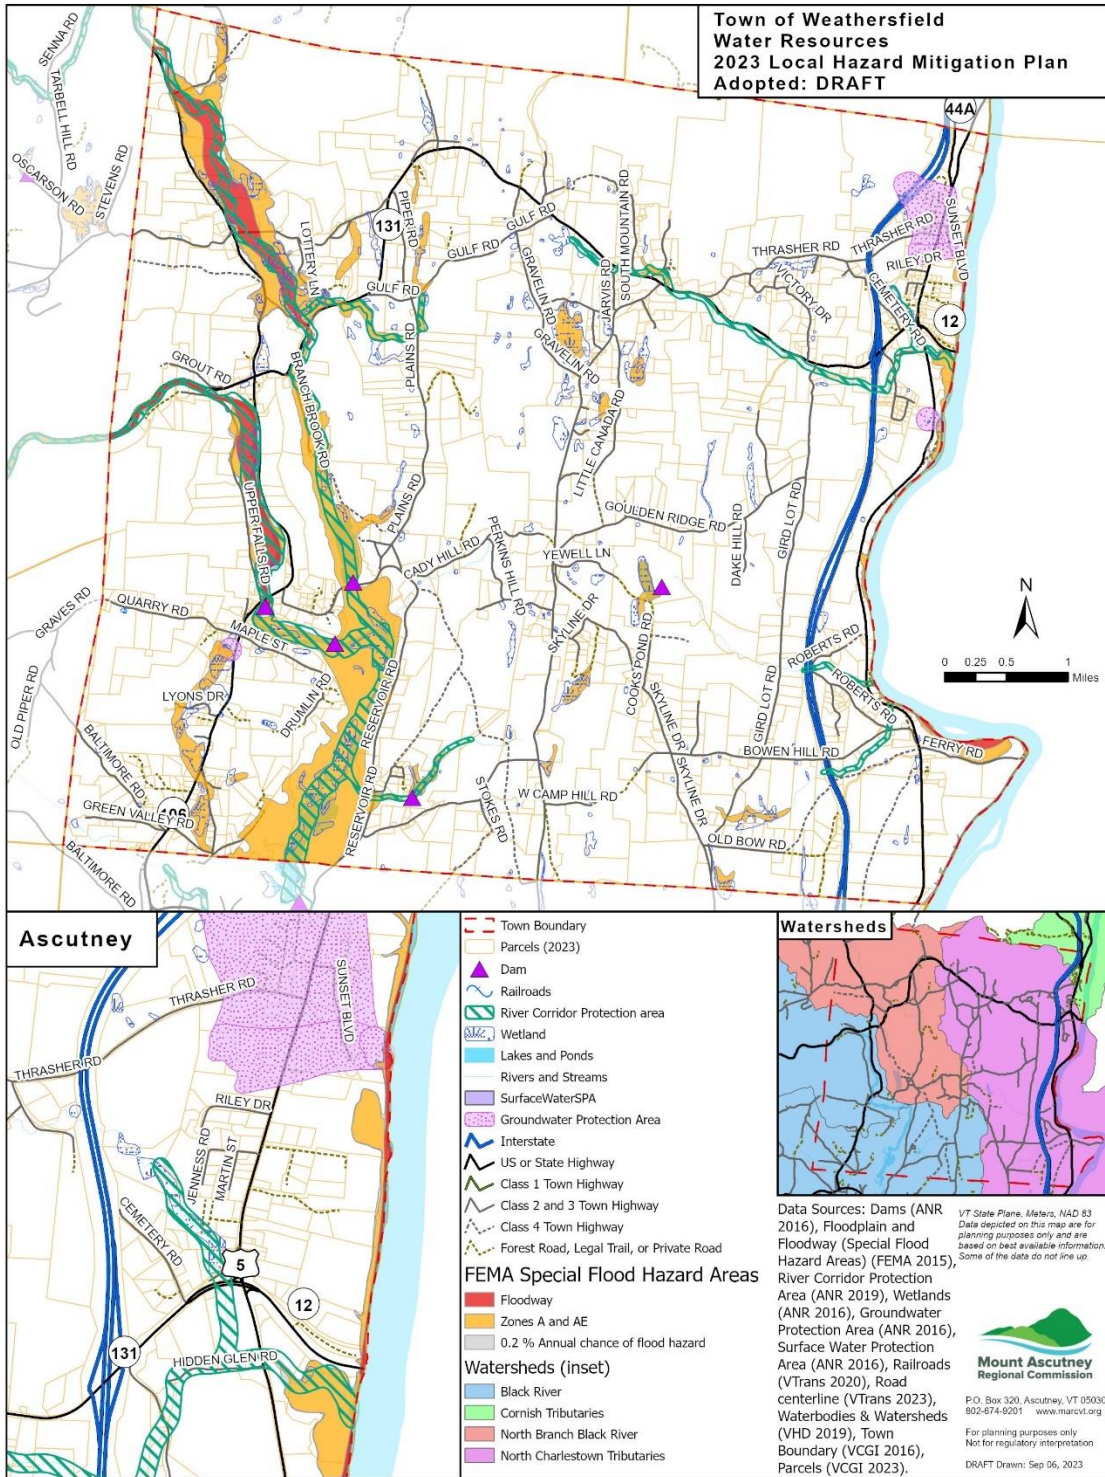 Town of Weathersfield
Water Resources
2023 Local Hazard Mitigation Plan
Adopted: DRAFT
SENNA RD
TARBELL HILL RD
OSCARSON RD
STEVENS RD
44A
131
PIPER RD
LOTTERY LN
GULF RD
GULF RD
GULF RD
GRAVELIN RD
GRAVELIN RD
JARVIS RD
SOUTH MOUNTAIN RD
THRASHER RD
THRASHER RD
VICTORY DR
SUNSET BLVD
RILEY DR
CEMETERY RD
12
GROUT RD
BRANCH BROOK RD
PLAINS RD
PLAINS RD
LITTLE CANADA RD
UPPER FALLS RD
GOULDEN RIDGE RD
DAKE HILL RD
GIRD LOT RD
CADY HILL RD
PERKINS HILL RD
YEWELL LN
GRAVES RD
QUARRY RD
MAPLE ST
SKYLINE DR
COOKS POND RD
ROBERTS RD
ROBERTS RD
OLD PIPER RD
LYONS DR
DRUMLIN RD
RESERVOIR RD
SKYLINE DR
GIRD LOT RD
BOWEN HILL RD
FERRY RD
BALTIMORE RD
GREEN VALLEY RD
106
BALTIMORE RD
RESERVOIR RD
STOKES RD
W CAMP HILL RD
SKYLINE DR
OLD BOW RD
N
0 0.25 0.5 1
Miles
Ascutney
THRASHER RD
THRASHER RD
SUNSET BLVD
RILEY DR
JENNESS RD
MARTIN ST
CEMETERY RD
5
12
131
HIDDEN GLEN RD
Town Boundary
Parcels (2023)
Dam
Railroads
River Corridor Protection area
Wetland
Lakes and Ponds
Rivers and Streams
SurfaceWaterSPA
Groundwater Protection Area
Interstate
US or State Highway
Class 1 Town Highway
Class 2 and 3 Town Highway
Class 4 Town Highway
Forest Road, Legal Trail, or Private Road
FEMA Special Flood Hazard Areas
Floodway
Zones A and AE
0.2 % Annual chance of flood hazard
Watersheds (inset)
Black River
Cornish Tributaries
North Branch Black River
North Charlestown Tributaries
Watersheds
Data Sources: Dams (ANR
2016), Floodplain and
Floodway (Special Flood
Hazard Areas) (FEMA 2015),
River Corridor Protection
Area (ANR 2019), Wetlands
(ANR 2016), Groundwater
Protection Area (ANR 2016),
Surface Water Protection
Area (ANR 2016), Railroads
(VTrans 2020), Road
centerline (VTrans 2023),
Waterbodies & Watersheds
(VHD 2019), Town
Boundary (VCGI 2016),
Parcels (VCGI 2023).
VT State Plane, Meters, NAD 83
Data depicted on this map are for
planning purposes only and are
based on best available information.
Some of the data do not line up.
Mount Ascutney
Regional Commission
P.O. Box 320, Ascutney, VT 05030
802-674-9201 www.marcvt.org
For planning purposes only
Not for regulatory interpretation
DRAFT Drawn: Sep 06, 2023